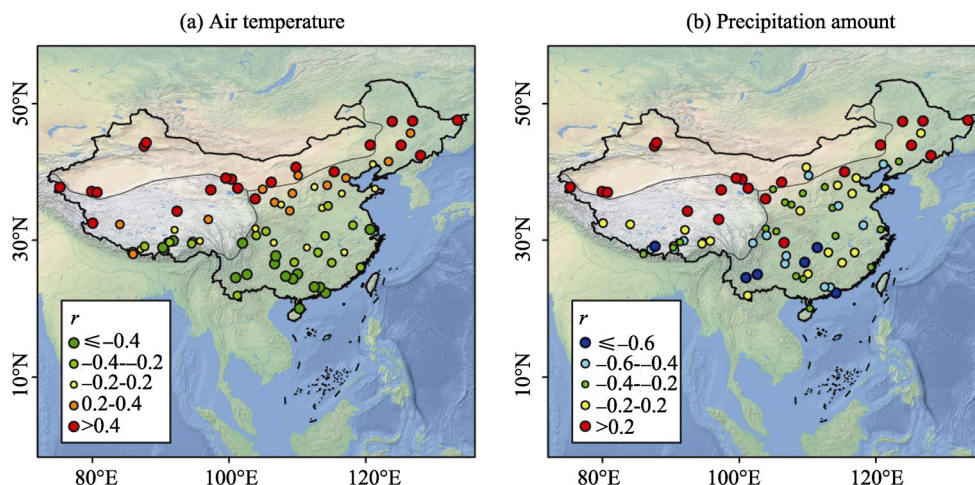 (a) Air temperature
(b) Precipitation amount
50°N
30°N
10°N
r
≤−0.4
−0.4-−0.2
−0.2-0.2
0.2-0.4
>0.4
80°E 100°E 120°E
50°N
30°N
10°N
r
≤−0.6
−0.6-−0.4
−0.4-−0.2
−0.2-0.2
>0.2
80°E 100°E 120°E